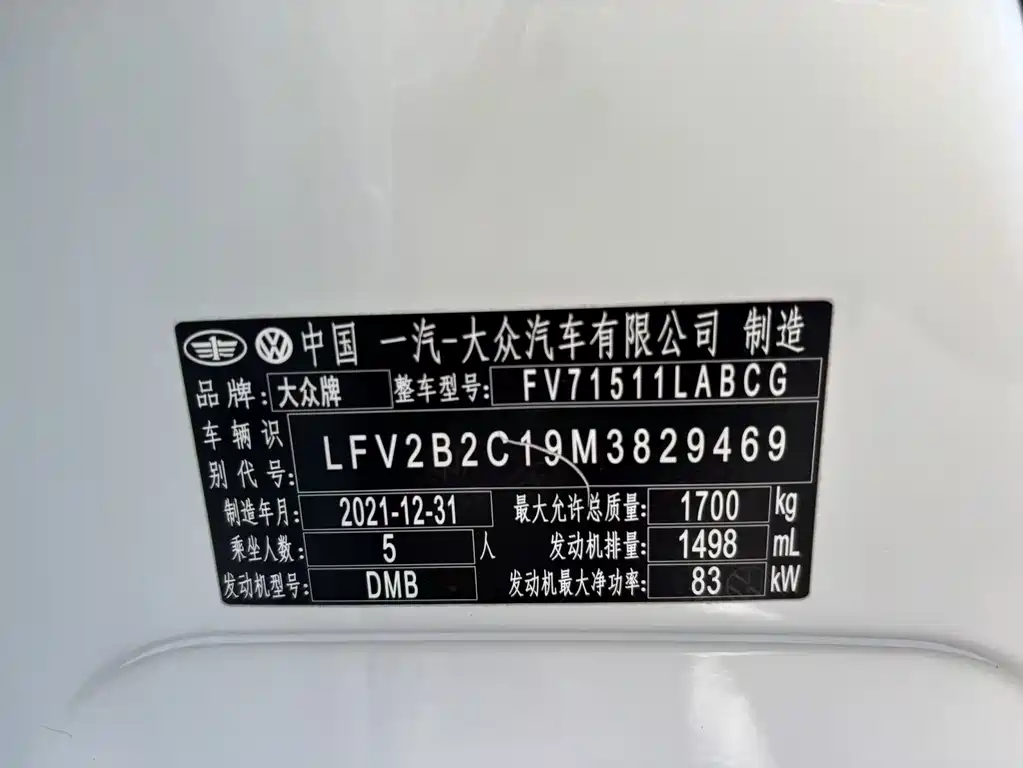 中国 一汽-大众汽车有限公司 制造
品牌: 大众牌 整车型号: FV71511LABCG
车辆识别代号: LFV2B2C19M3829469
制造年月: 2021-12-31 最大允许总质量: 1700 kg
乘坐人数: 5 人 发动机排量: 1498 mL
发动机型号: DMB 发动机最大净功率: 83 kW